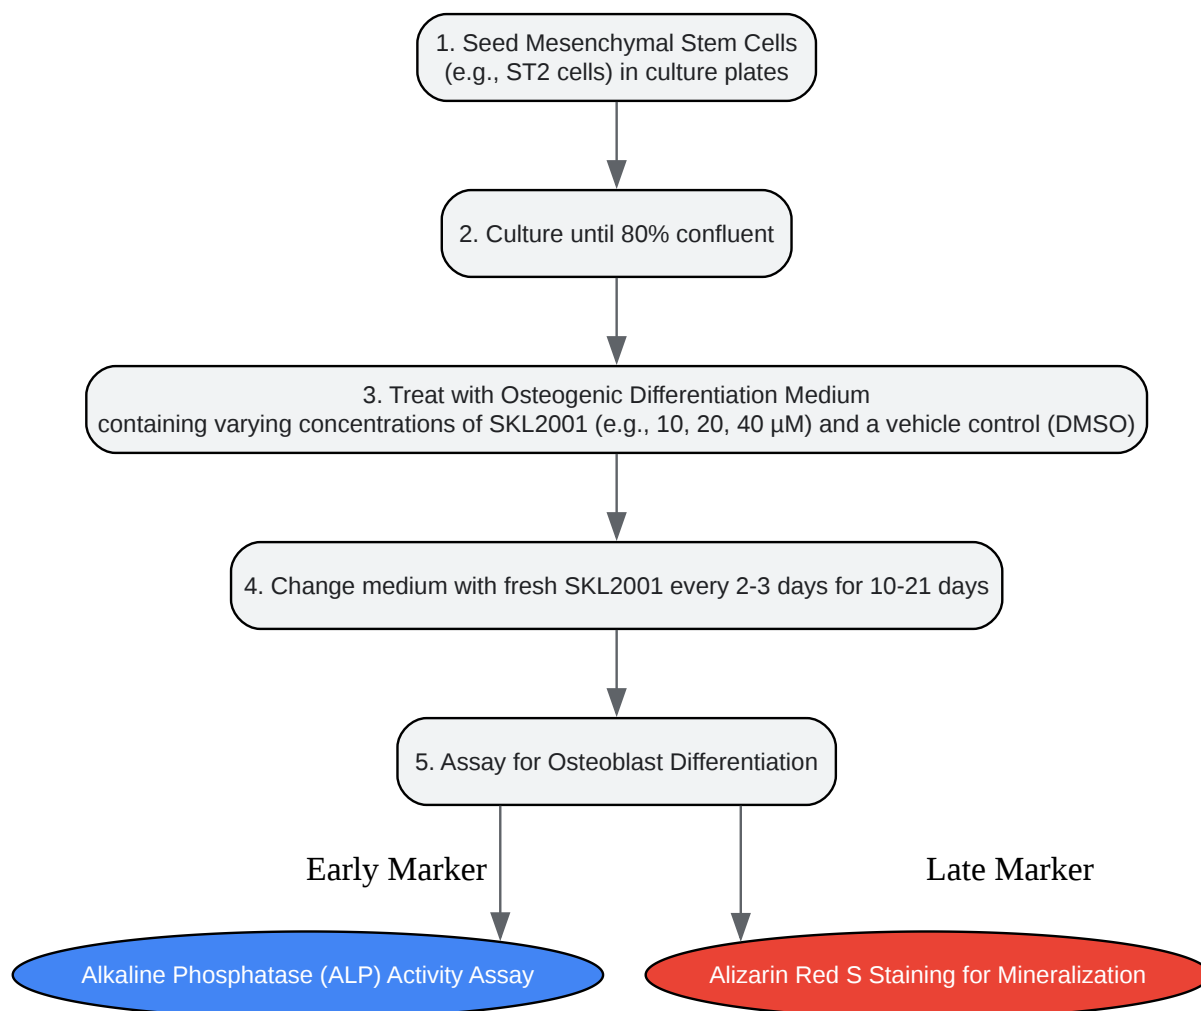 1. Seed Mesenchymal Stem Cells
(e.g., ST2 cells) in culture plates
2. Culture until 80% confluent
3. Treat with Osteogenic Differentiation Medium
containing varying concentrations of SKL2001 (e.g., 10, 20, 40 µM) and a vehicle control (DMSO)
4. Change medium with fresh SKL2001 every 2-3 days for 10-21 days
5. Assay for Osteoblast Differentiation
Early Marker
Late Marker
Alkaline Phosphatase (ALP) Activity Assay
Alizarin Red S Staining for Mineralization